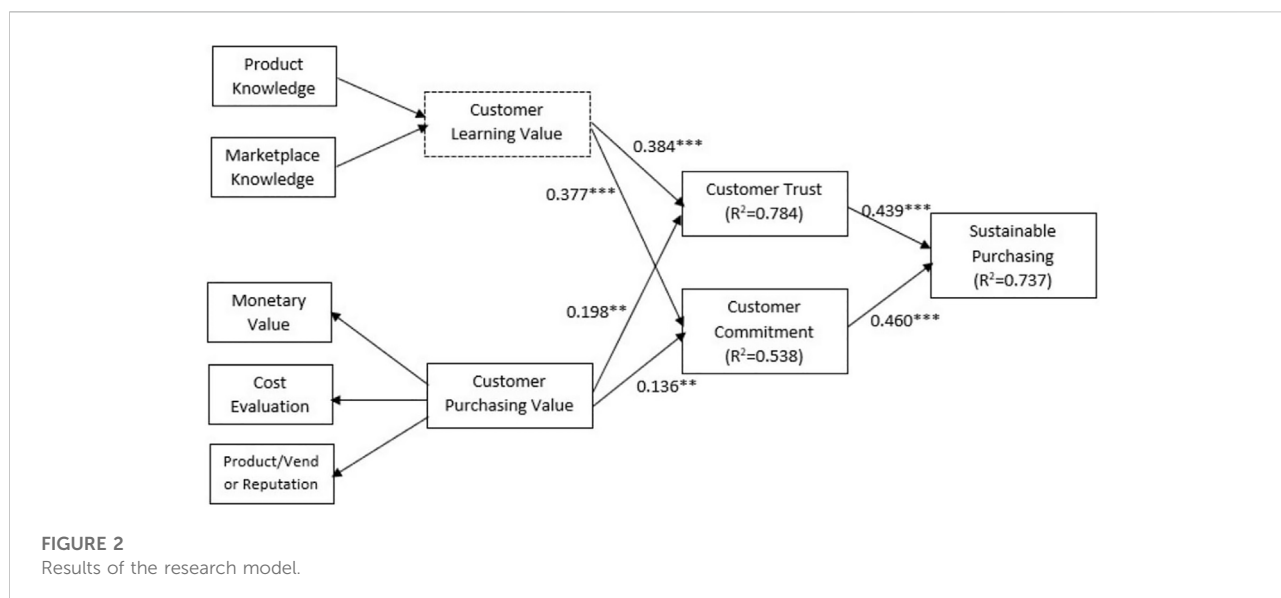 Product
Knowledge
Customer
Learning Value
Marketplace
Knowledge
0.384***
0.377***
Customer Trust
(R²=0.784)
0.439***
Sustainable
Purchasing
(R²=0.737)
Monetary
Value
0.198**
Customer
Commitment
(R²=0.538)
0.460***
Cost
Evaluation
Customer
Purchasing Value
0.136**
Product/Vend
or Reputation
FIGURE 2
Results of the research model.